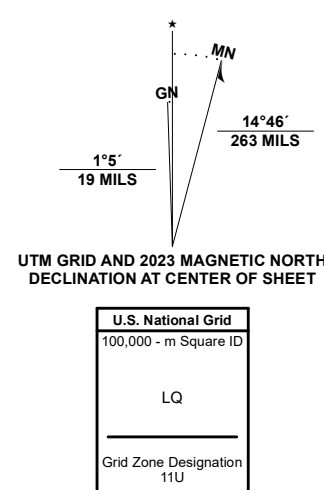 ★
MN
GN
14°46´
263 MILS
1°5´
19 MILS
UTM GRID AND 2023 MAGNETIC NORTH
DECLINATION AT CENTER OF SHEET
U.S. National Grid
100,000 - m Square ID
LQ
Grid Zone Designation
11U